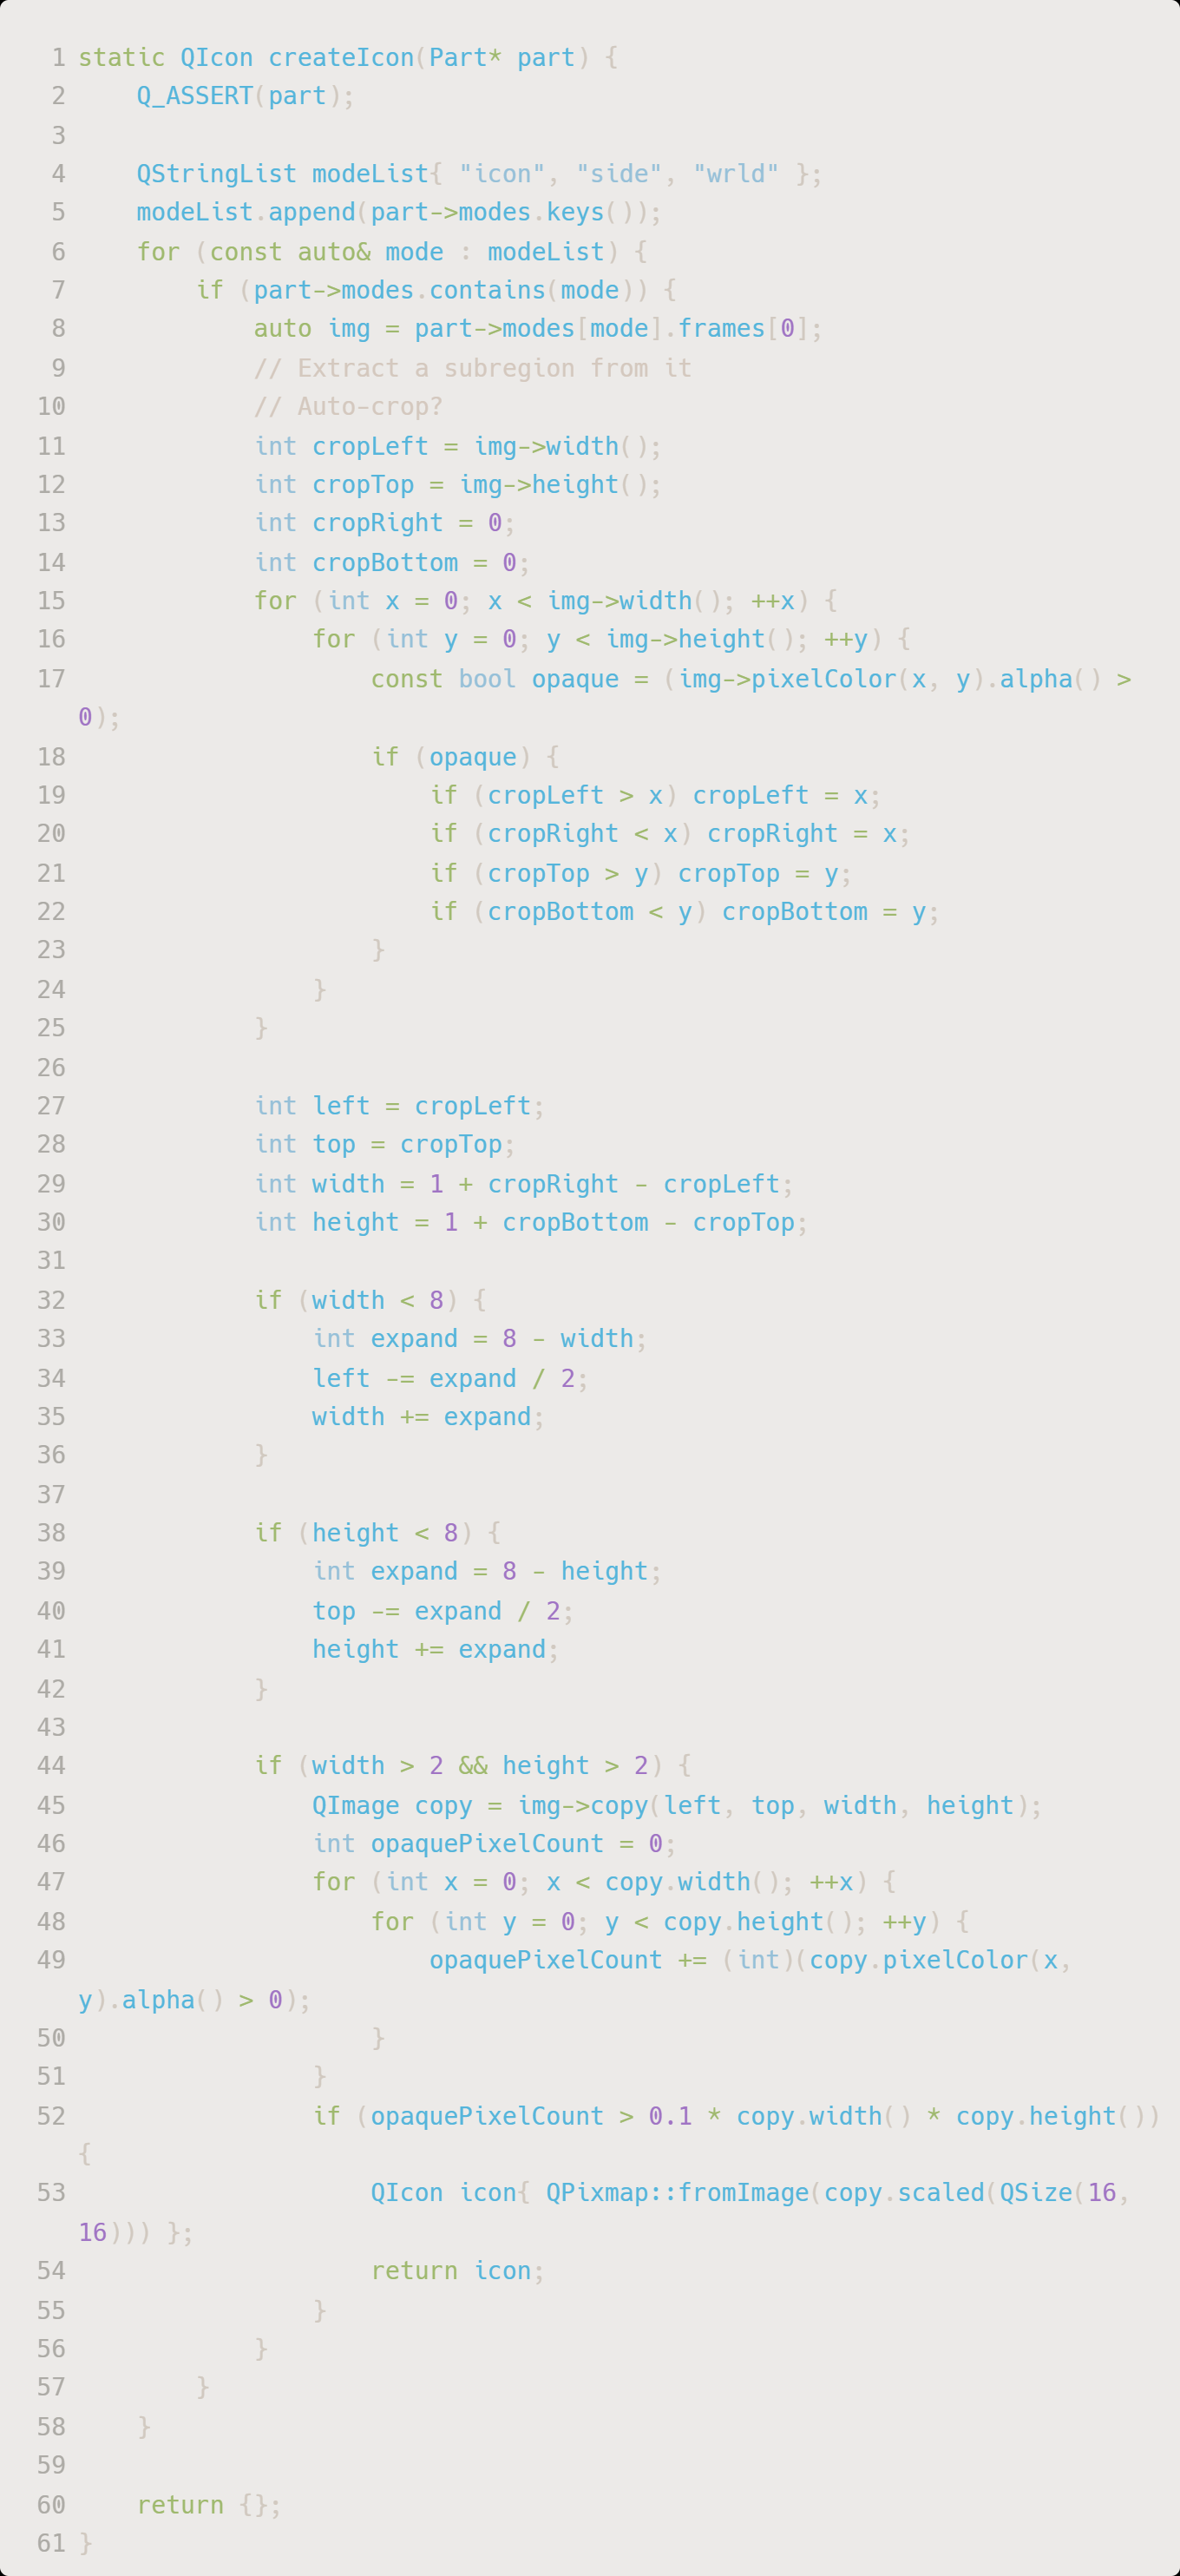 1 static QIcon createIcon(Part* part) {
2     Q_ASSERT(part);
3
4     QStringList modeList{ "icon", "side", "wrld" };
5     modeList.append(part->modes.keys());
6     for (const auto& mode : modeList) {
7         if (part->modes.contains(mode)) {
8             auto img = part->modes[mode].frames[0];
9             // Extract a subregion from it
10             // Auto-crop?
11             int cropLeft = img->width();
12             int cropTop = img->height();
13             int cropRight = 0;
14             int cropBottom = 0;
15             for (int x = 0; x < img->width(); ++x) {
16                 for (int y = 0; y < img->height(); ++y) {
17                     const bool opaque = (img->pixelColor(x, y).alpha() >
0);
18                     if (opaque) {
19                         if (cropLeft > x) cropLeft = x;
20                         if (cropRight < x) cropRight = x;
21                         if (cropTop > y) cropTop = y;
22                         if (cropBottom < y) cropBottom = y;
23                     }
24                 }
25             }
26
27             int left = cropLeft;
28             int top = cropTop;
29             int width = 1 + cropRight - cropLeft;
30             int height = 1 + cropBottom - cropTop;
31
32             if (width < 8) {
33                 int expand = 8 - width;
34                 left -= expand / 2;
35                 width += expand;
36             }
37
38             if (height < 8) {
39                 int expand = 8 - height;
40                 top -= expand / 2;
41                 height += expand;
42             }
43
44             if (width > 2 && height > 2) {
45                 QImage copy = img->copy(left, top, width, height);
46                 int opaquePixelCount = 0;
47                 for (int x = 0; x < copy.width(); ++x) {
48                     for (int y = 0; y < copy.height(); ++y) {
49                         opaquePixelCount += (int)(copy.pixelColor(x,
y).alpha() > 0);
50                     }
51                 }
52                 if (opaquePixelCount > 0.1 * copy.width() * copy.height())
{
53                     QIcon icon{ QPixmap::fromImage(copy.scaled(QSize(16,
16))) };
54                     return icon;
55                 }
56             }
57         }
58     }
59
60     return {};
61 }